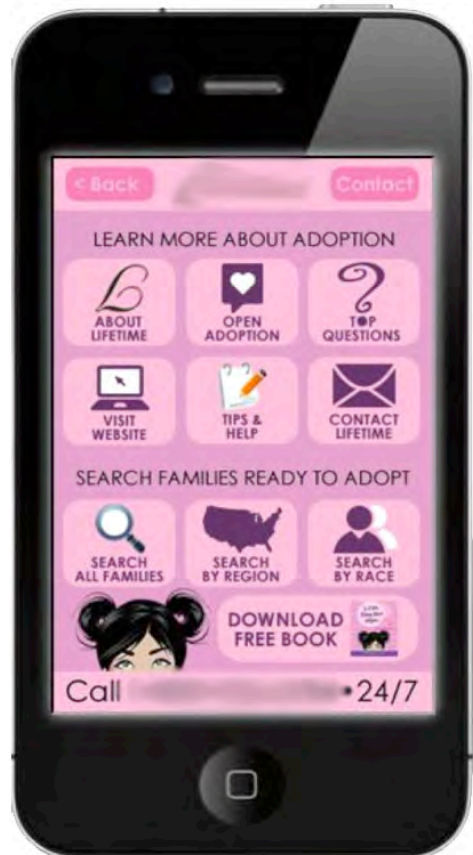 < Back
Contact
LEARN MORE ABOUT ADOPTION
ABOUT
LIFETIME
OPEN
ADOPTION
TOP
QUESTIONS
VISIT
WEBSITE
TIPS &
HELP
CONTACT
LIFETIME
SEARCH FAMILIES READY TO ADOPT
SEARCH
ALL FAMILIES
SEARCH
BY REGION
SEARCH
BY RACE
DOWNLOAD
FREE BOOK
Call
•24/7